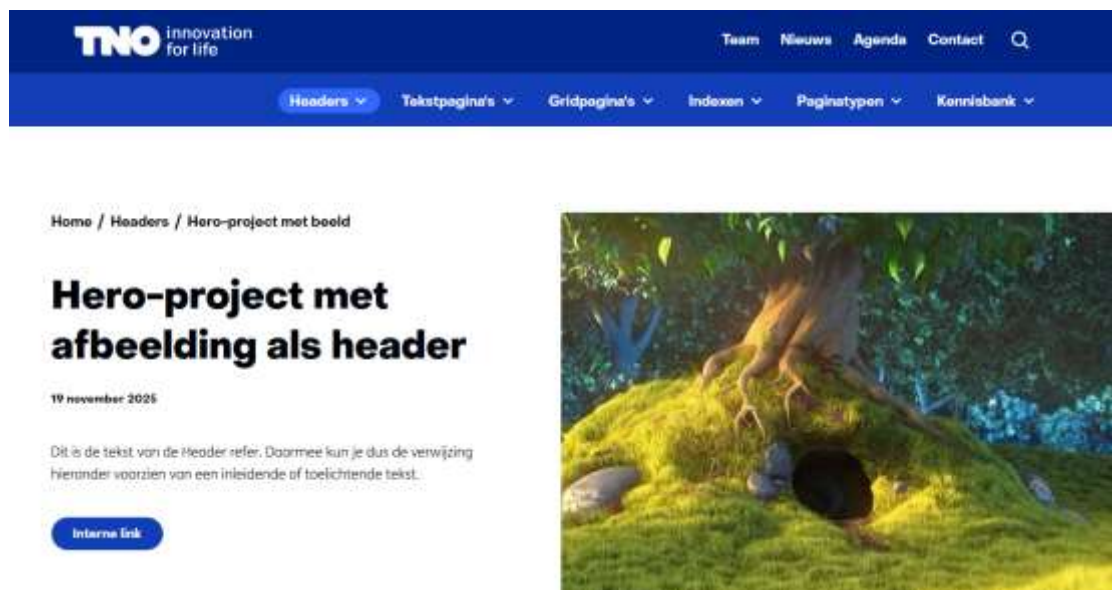 TNO innovation
for life
Team Nieuws Agenda Contact
Headers Tekstpagina's Gridpagina's Indexen Paginatypen Kennisbank
Home / Headers / Hero-project met beeld
Hero-project met
afbeelding als header
19 november 2025
Dit is de tekst van de Header refer. Daarmee kun je dus de verwijzing
hieronder voorzien van een inleidende of toelichtende tekst.
Interne link